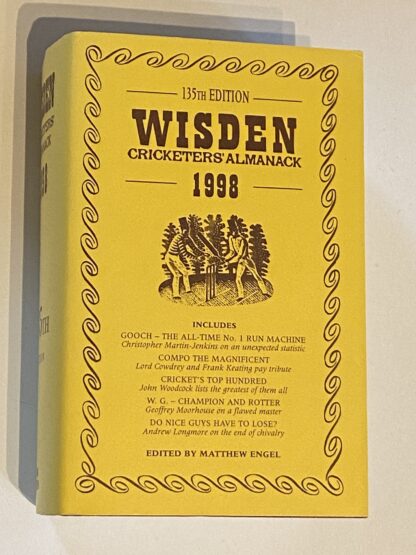 135TH EDITION
WISDEN
CRICKETERS' ALMANACK
1998
INCLUDES
GOOCH – THE ALL-TIME No. 1 RUN MACHINE
Christopher Martin-Jenkins on an unexpected statistic
COMPO THE MAGNIFICENT
Lord Cowdrey and Frank Keating pay tribute
CRICKET'S TOP HUNDRED
John Woodcock lists the greatest of them all
W. G. – CHAMPION AND ROTTER
Geoffrey Moorhouse on a flawed master
DO NICE GUYS HAVE TO LOSE?
Andrew Longmore on the end of chivalry
EDITED BY MATTHEW ENGEL